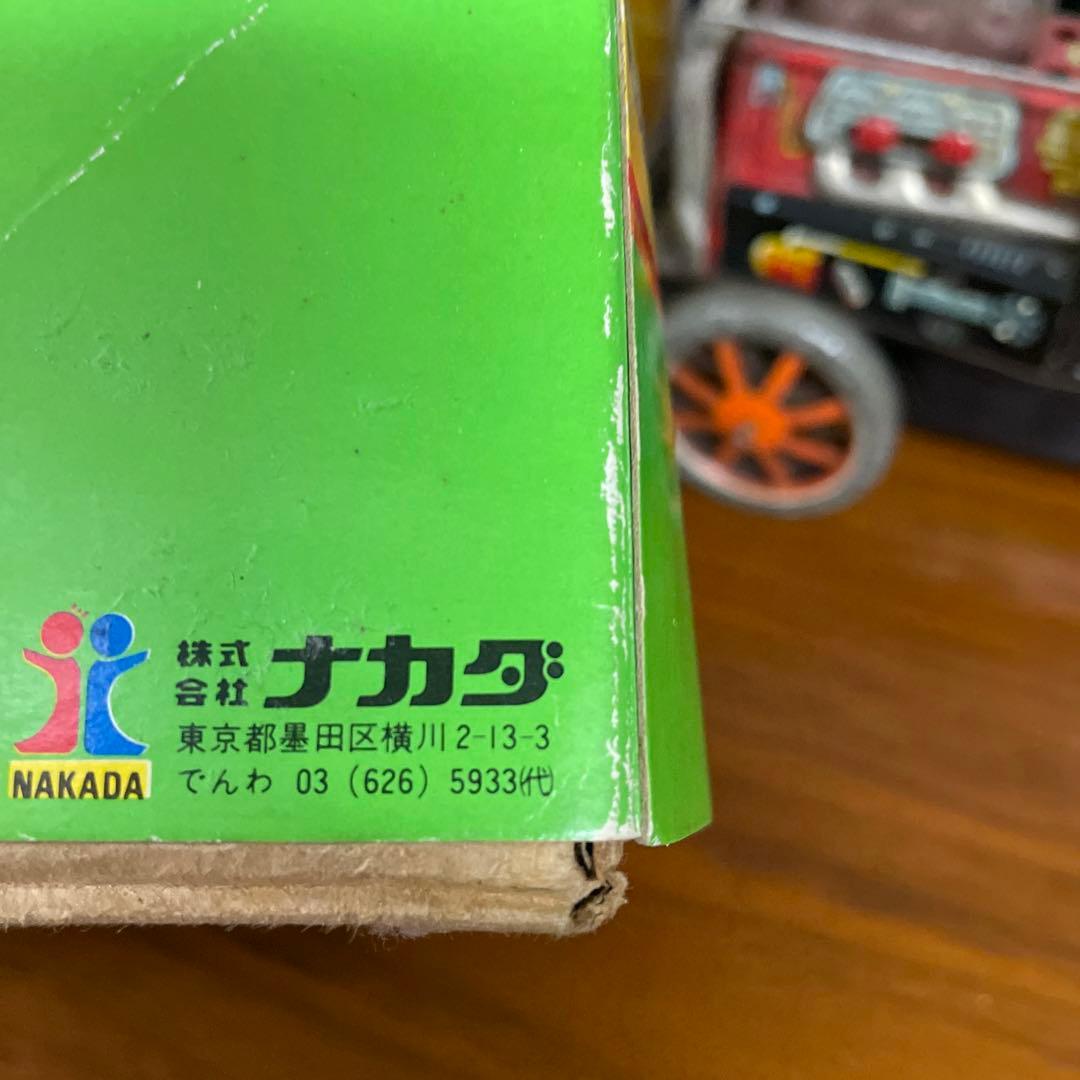 株式会社 ナカダ
東京都墨田区横川 2-13-3
でんわ 03 (626) 5933(代)
NAKADA